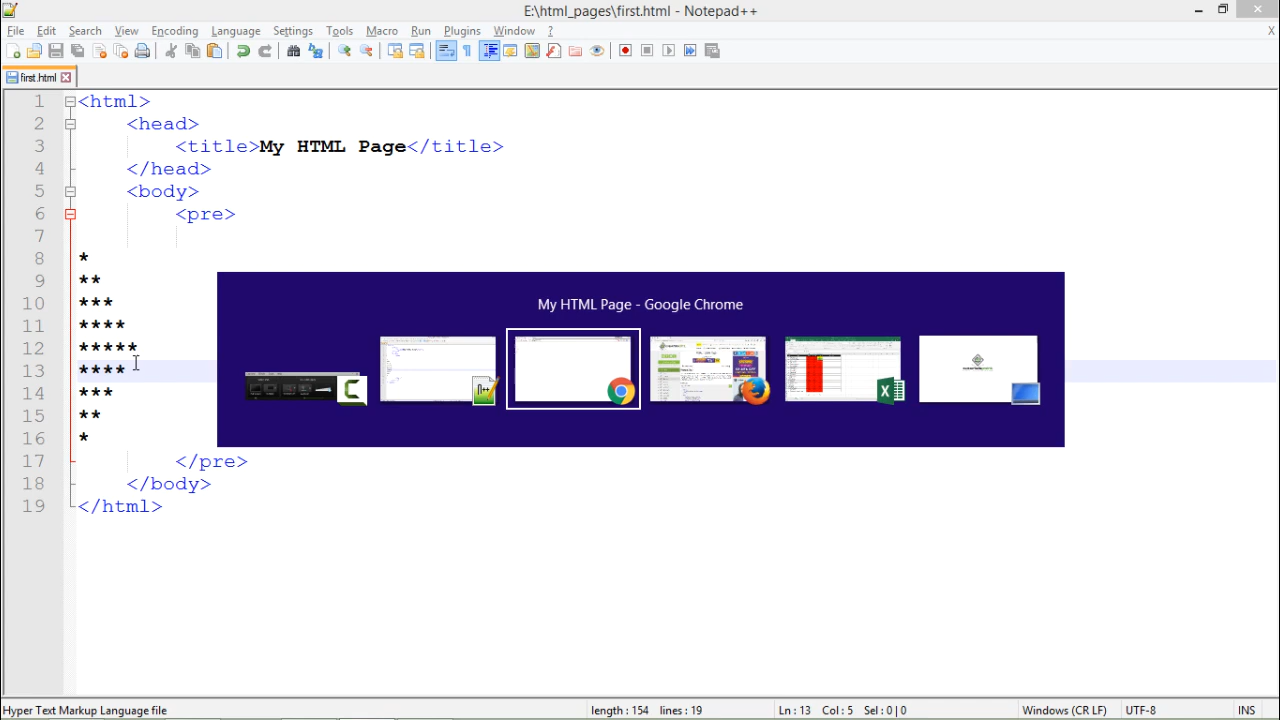 E:\html_pages\first.html - Notepad++
File Edit Search View Encoding Language Settings Tools Macro Run Plugins Window ? X
first.html
1 <html>
2 <head>
3 <title>My HTML Page</title>
4 </head>
5 <body>
6 <pre>
7
8 *
9 **
10 ***
11 ****
12 *****
****
14 ***
15 **
16 *
17 </pre>
18 </body>
19 </html>
My HTML Page - Google Chrome
Hyper Text Markup Language file length : 154 lines : 19 Ln : 13 Col : 5 Sel : 0 | 0 Windows (CR LF) UTF-8 INS